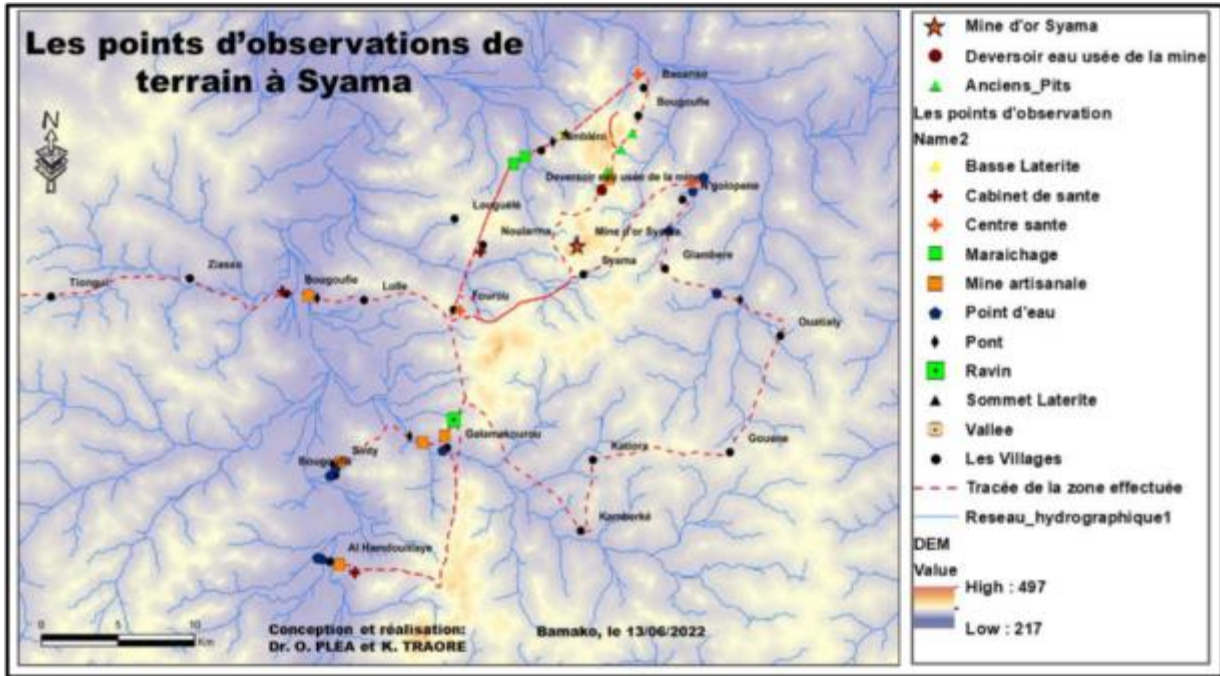 Les points d'observations de
terrain à Syama
N
Basanso
Bougoufie
Deversoir eau usée de la mine
N'golopene
Louguélé
Noularma
Mine d'or Syama
Syama
Giambere
Tiongui
Ziasso
Bougoufie
Lolle
Fourou
Ouatialy
Galamakourou
Sinty
Katiora
Gouene
Kamberké
Al Hamdoulilaye
0 5 10
Km
Conception et réalisation:
Dr. O. PLEA et K. TRAORE
Bamako, le 13/06/2022
Mine d'or Syama
Deversoir eau usée de la mine
Anciens_Pits
Les points d'observation
Name2
Basse Laterite
Cabinet de sante
Centre sante
Maraichage
Mine artisanale
Point d'eau
Pont
Ravin
Sommet Laterite
Vallee
Les Villages
Tracée de la zone effectuée
Reseau_hydrographique1
DEM
Value
High : 497
Low : 217